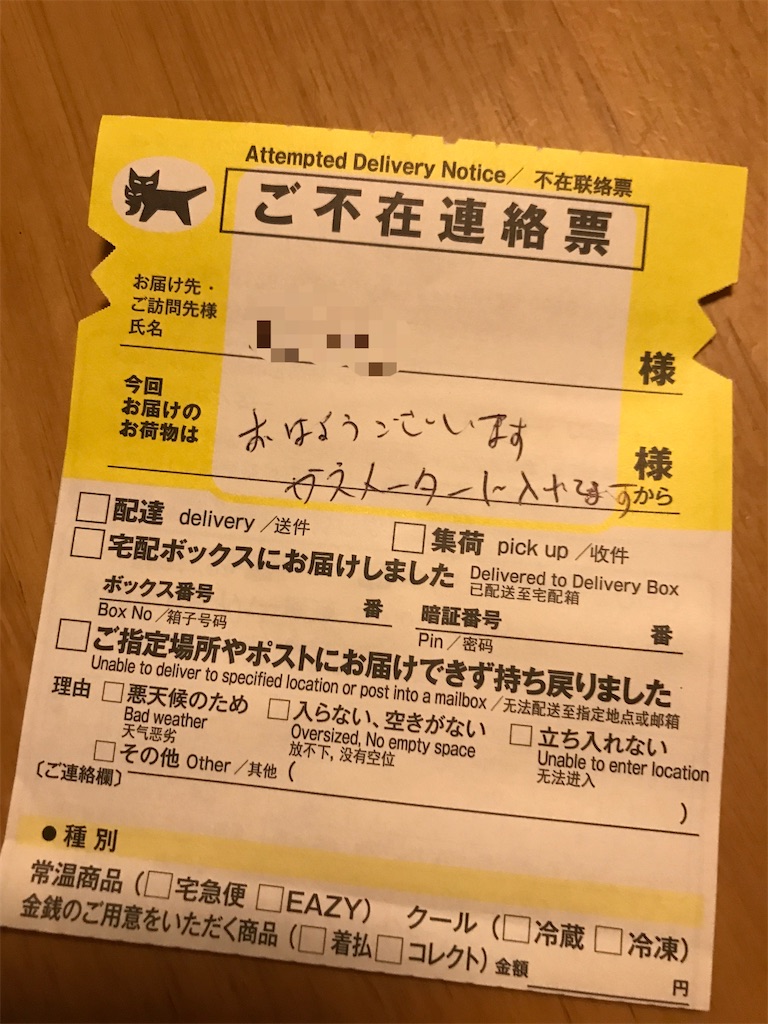 Attempted Delivery Notice/ 不在联络票
ご不在連絡票
お届け先・
ご訪問先様
氏名
様
今回
お届けの
お荷物は
おはようございます
様
ガスメーターに入れてます
から
配達 delivery/送件
集荷 pick up/收件
宅配ボックスにお届けしました
Delivered to Delivery Box
已配送至宅配箱
ボックス番号
番
Box No/箱子号码
暗証番号
番
Pin/密码
ご指定場所やポストにお届けできず持ち戻りました
Unable to deliver to specified location or post into a mailbox/无法配送至指定地点或邮箱
理由
悪天候のため
Bad weather
天气恶劣
入らない、空きがない
Oversized, No empty space
放不下, 没有空位
立ち入れない
Unable to enter location
无法进入
その他 Other/其他 (
)
〔ご連絡欄〕
●種別
常温商品 (宅急便 EAZY) クール (冷蔵 冷凍)
金銭のご用意をいただく商品 (着払 コレクト) 金額 円